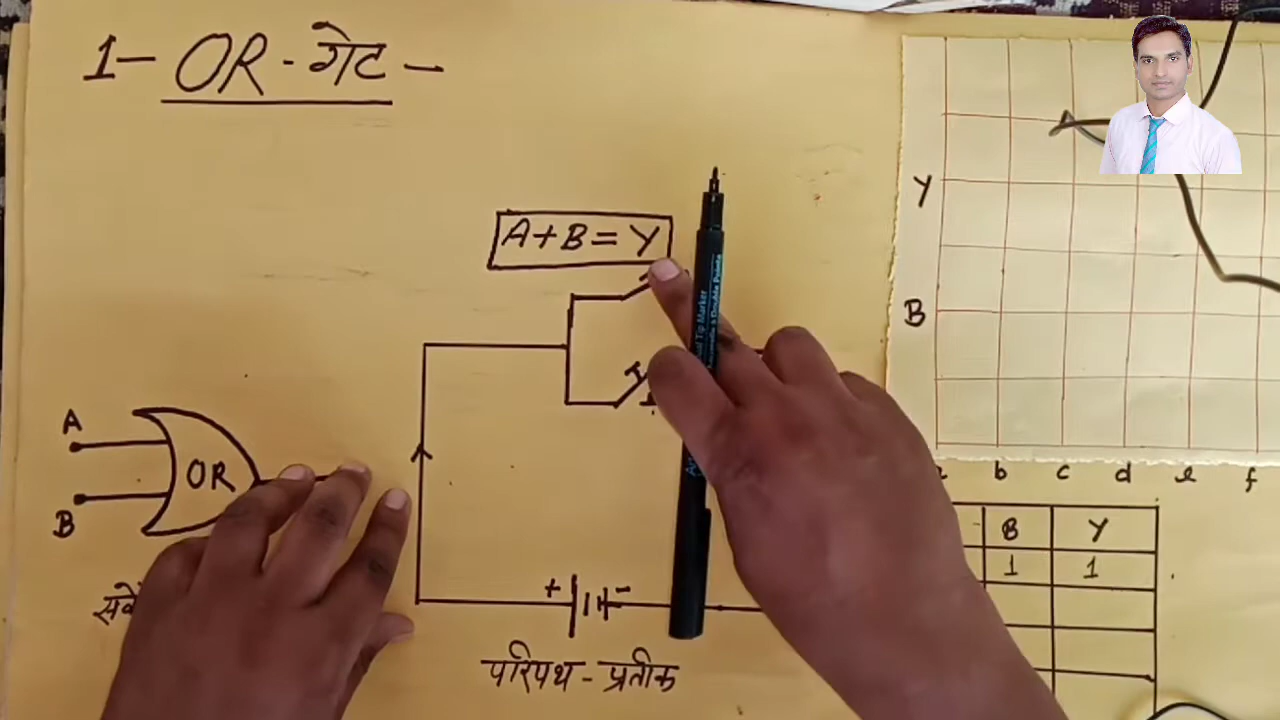 1- OR - गेट -
A+B=Y
Y
B
A
OR
B
b c d e f
B Y
1 1
+ -
परिपथ - प्रतीक